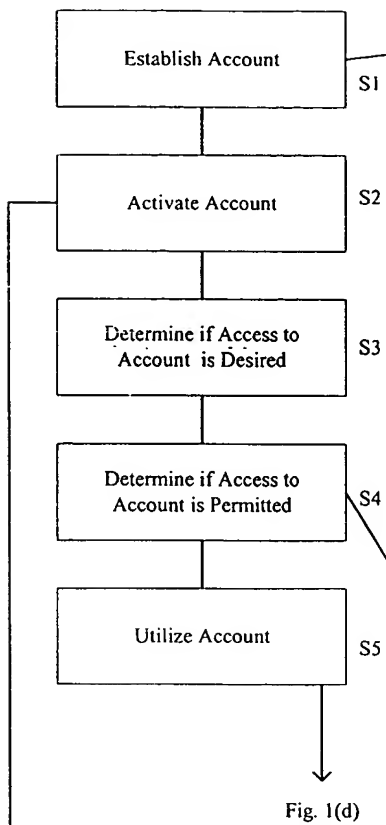 Establish Account
S1
Activate Account
S2
Determine if Access to
Account is Desired
S3
Determine if Access to
Account is Permitted
S4
Utilize Account
S5
Fig. 1(d)